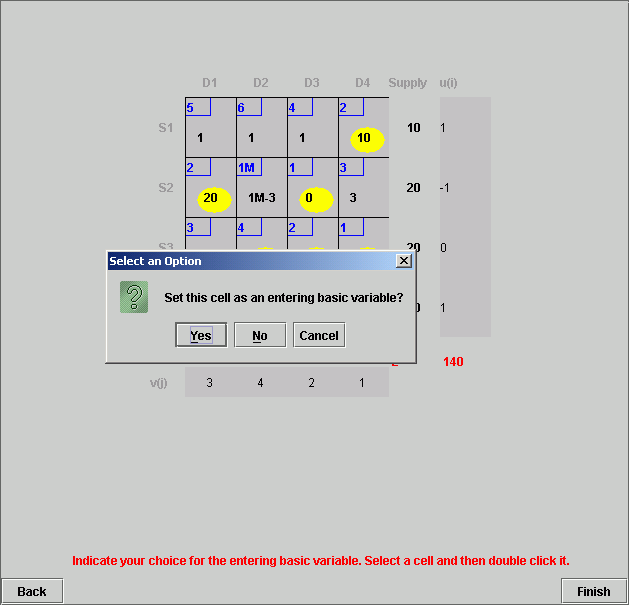 D1 D2 D3 D4 Supply u(i)
5 6 4 2
S1 1 1 1 10 10 1
2 1M 1 3
S2 20 1M-3 0 3 20 -1
3 4 2 1
S3 20 0
Select an Option
Set this cell as an entering basic variable?
Yes No Cancel
1
140
v(j) 3 4 2 1
Indicate your choice for the entering basic variable. Select a cell and then double click it.
Back Finish